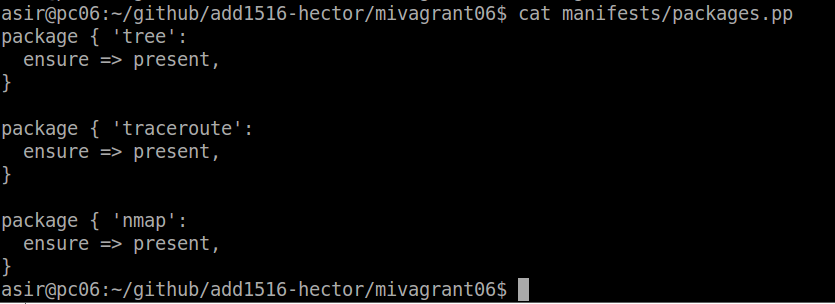 asir@pc06:~/github/add1516-hector/mivagrant06$ cat manifests/packages.pp
package { 'tree':
  ensure => present,
}

package { 'traceroute':
  ensure => present,
}

package { 'nmap':
  ensure => present,
}
asir@pc06:~/github/add1516-hector/mivagrant06$